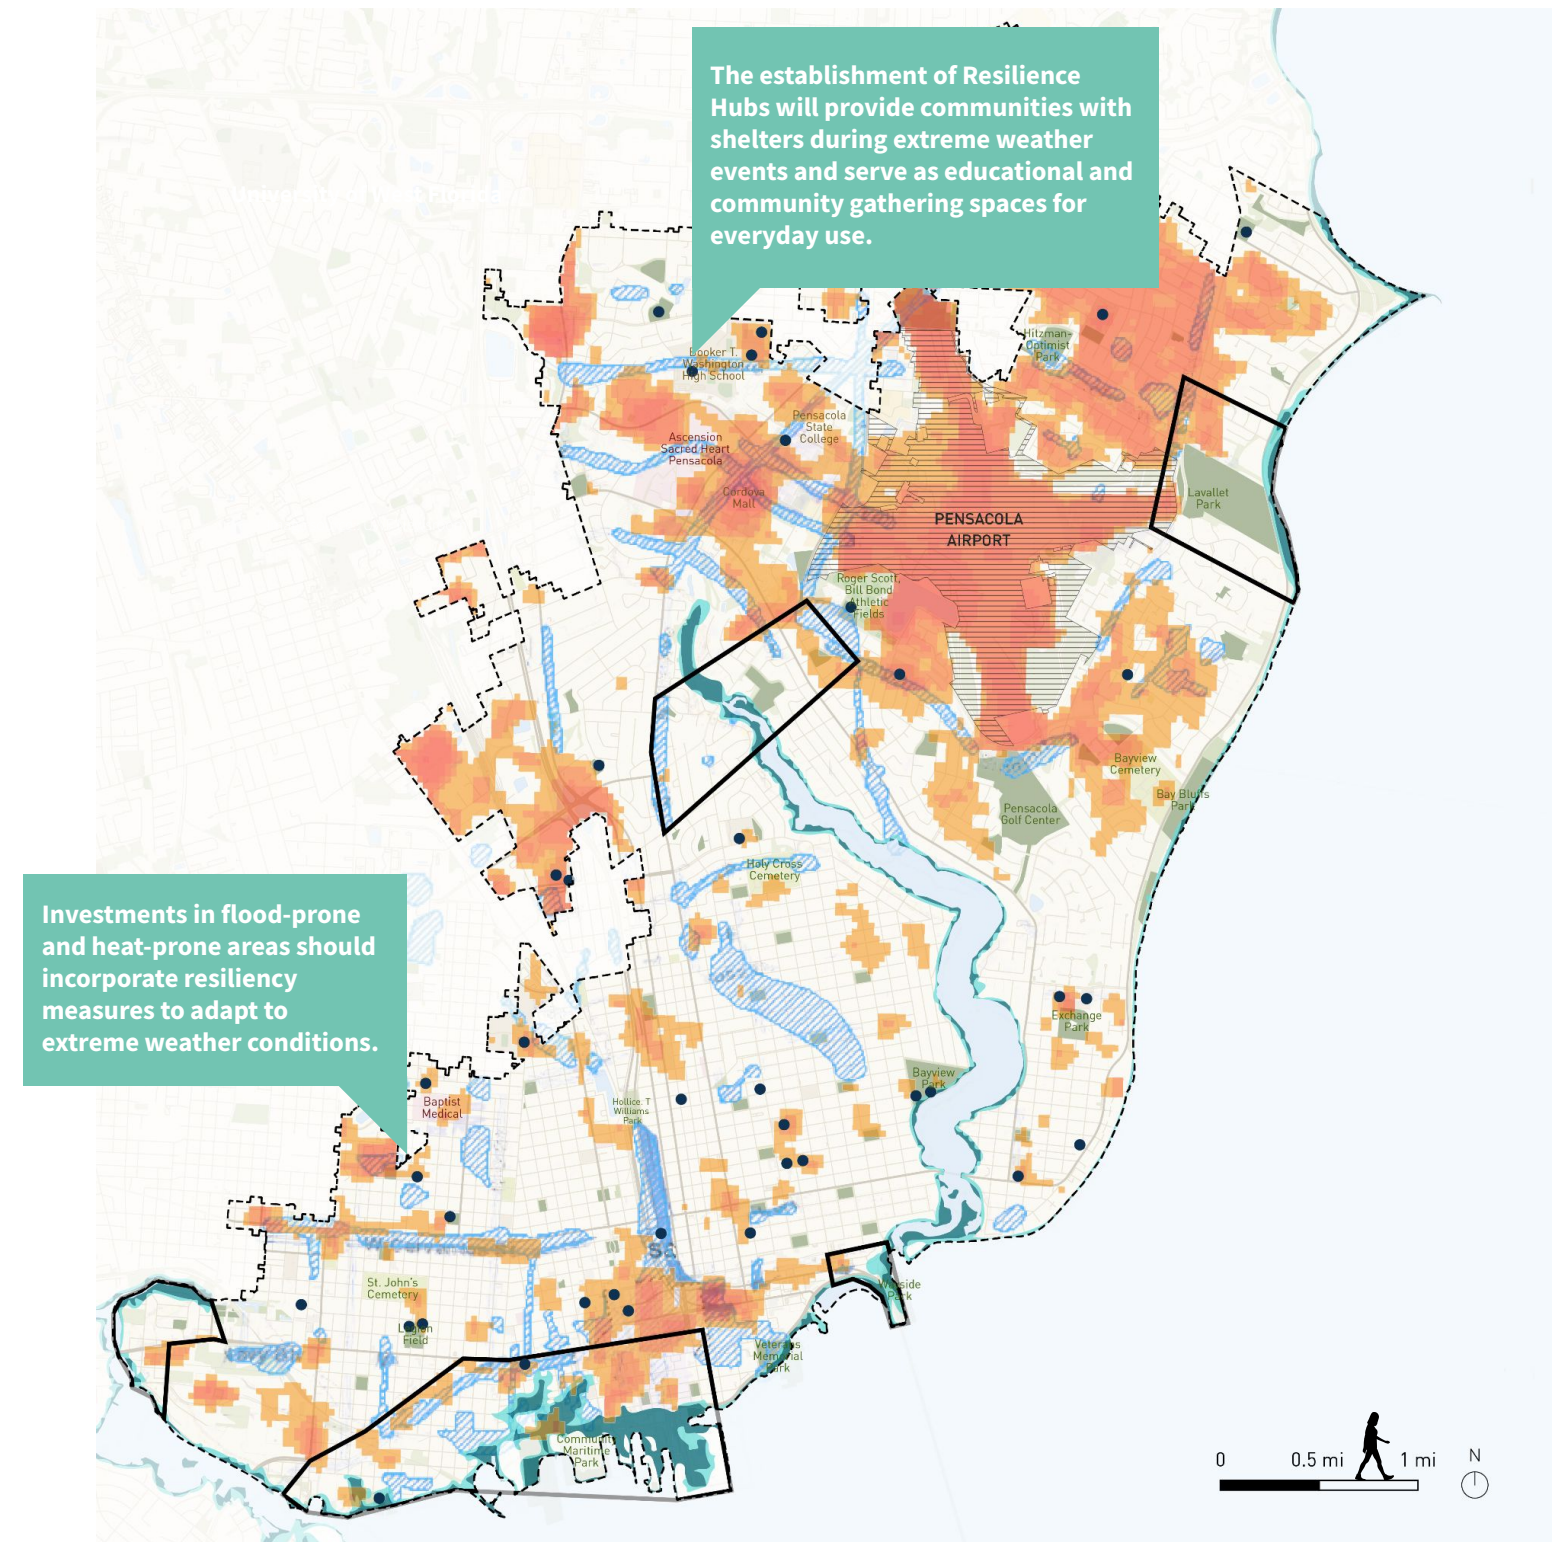 The establishment of Resilience
Hubs will provide communities with
shelters during extreme weather
events and serve as educational and
community gathering spaces for
everyday use.
Hitzman-
Optimist
Park
Booker T.
Washington
High School
Pensacola
State
College
Ascension
Sacred Heart
Pensacola
Cordova
Mall
Lavallet
Park
PENSACOLA
AIRPORT
Roger Scott,
Bill Bond
Athletic
Fields
Bayview
Cemetery
Bay Bluffs
Park
Pensacola
Golf Center
Holy Cross
Cemetery
Investments in flood-prone
and heat-prone areas should
incorporate resiliency
measures to adapt to
extreme weather conditions.
Exchange
Park
Bayview
Park
Baptist
Medical
Hollice. T
Williams
Park
St. John's
Cemetery
Wayside
Park
Legion
Field
Veterans
Memorial
Park
Community
Maritime
Park
0 0.5 mi 1 mi
N